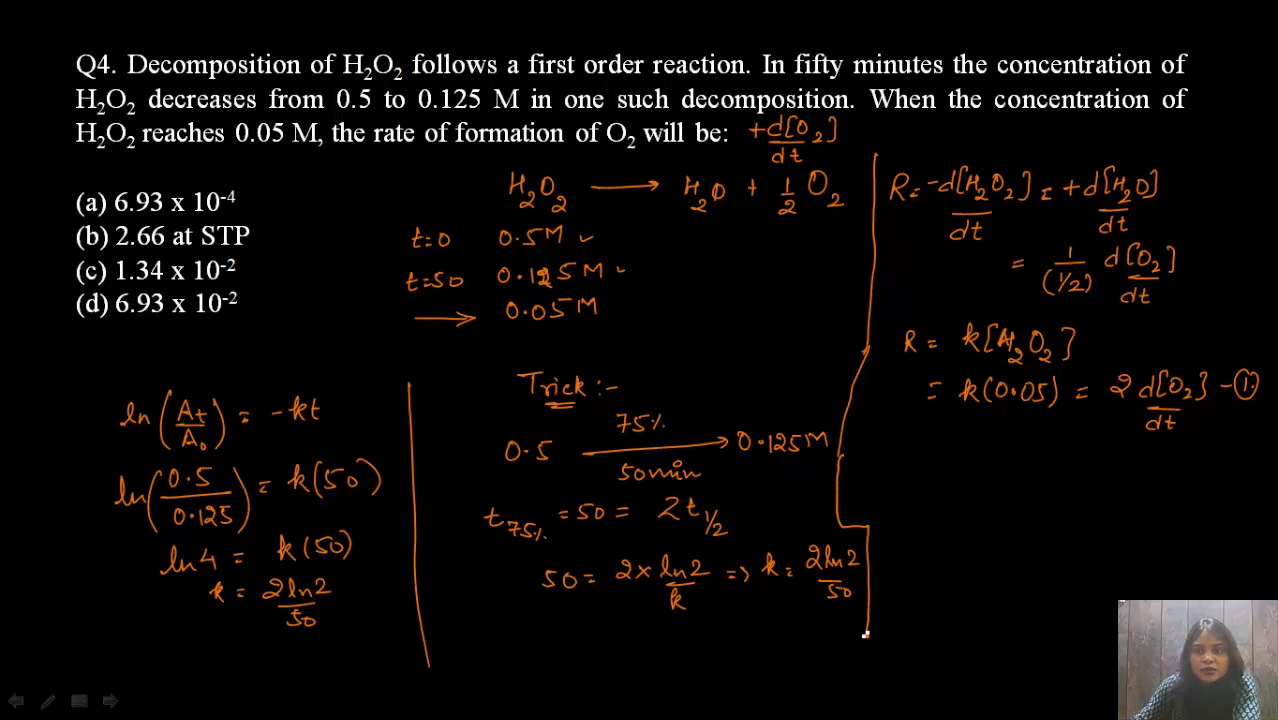 Q4. Decomposition of H₂O₂ follows a first order reaction. In fifty minutes the concentration of
H₂O₂ decreases from 0.5 to 0.125 M in one such decomposition. When the concentration of
H₂O₂ reaches 0.05 M, the rate of formation of O₂ will be: +d[O₂]/dt
(a) 6.93 x 10⁻⁴
(b) 2.66 at STP
(c) 1.34 x 10⁻²
(d) 6.93 x 10⁻²
H₂O₂ → H₂O + 1/2 O₂
t=0 0.5M ✓
t=50 0.125M ✓
→ 0.05M
ln(At/A₀) = -kt
ln(0.5/0.125) = k(50)
ln4 = k(50)
k = 2ln2/50
Trick :-
75%
0.5 → 0.125M
50min
t75% = 50 = 2t1/2
50 = 2 x ln2/k => k = 2ln2/50
R = -d[H₂O₂]/dt = +d[H₂O]/dt
= 1/(1/2) d[O₂]/dt
R = k[H₂O₂]
= k(0.05) = 2d[O₂]/dt - ①